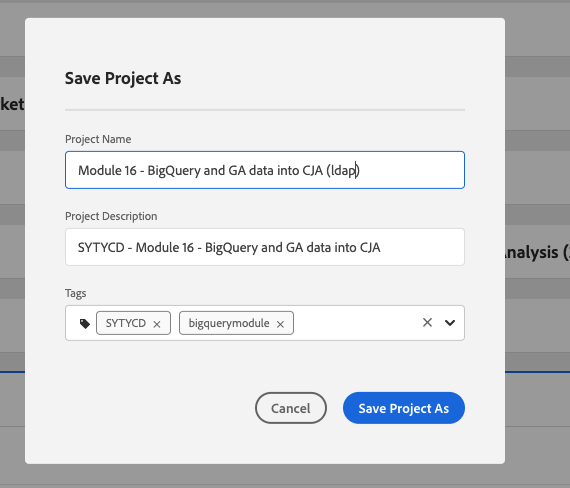 Save Project As
ket
Project Name
Module 16 - BigQuery and GA data into CJA (ldap)
Project Description
SYTYCD - Module 16 - BigQuery and GA data into CJA
Analysis (
Tags
SYTYCD × bigquerymodule ×
Cancel Save Project As